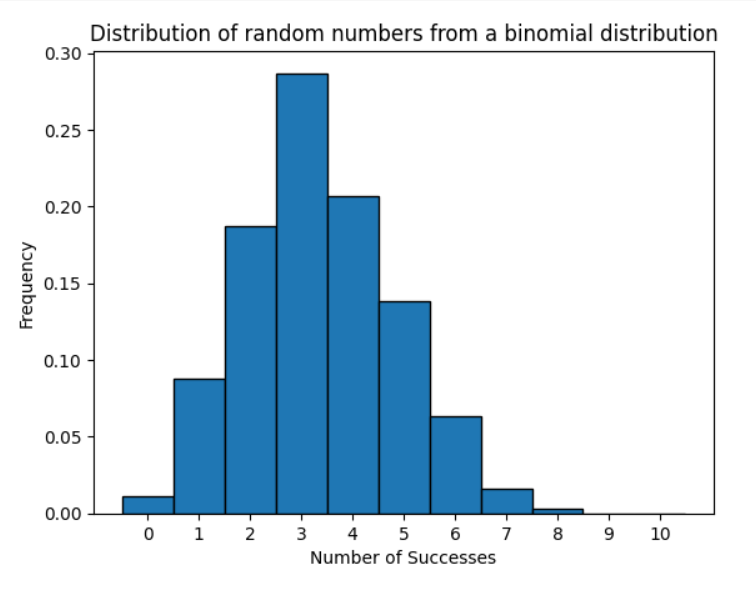 Distribution of random numbers from a binomial distribution
0.30
0.25
0.20
0.15
0.10
0.05
0.00
Frequency
0 1 2 3 4 5 6 7 8 9 10
Number of Successes